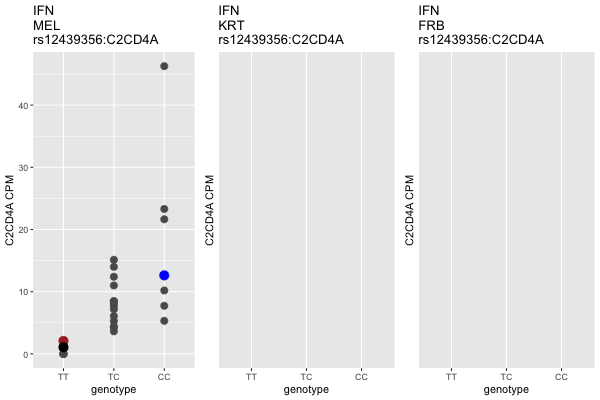 IFN
MEL
rs12439356:C2CD4A
IFN
KRT
rs12439356:C2CD4A
IFN
FRB
rs12439356:C2CD4A
C2CD4A CPM
40
30
20
10
0
TT TC CC
genotype
C2CD4A CPM
TT TC CC
genotype
C2CD4A CPM
TT TC CC
genotype